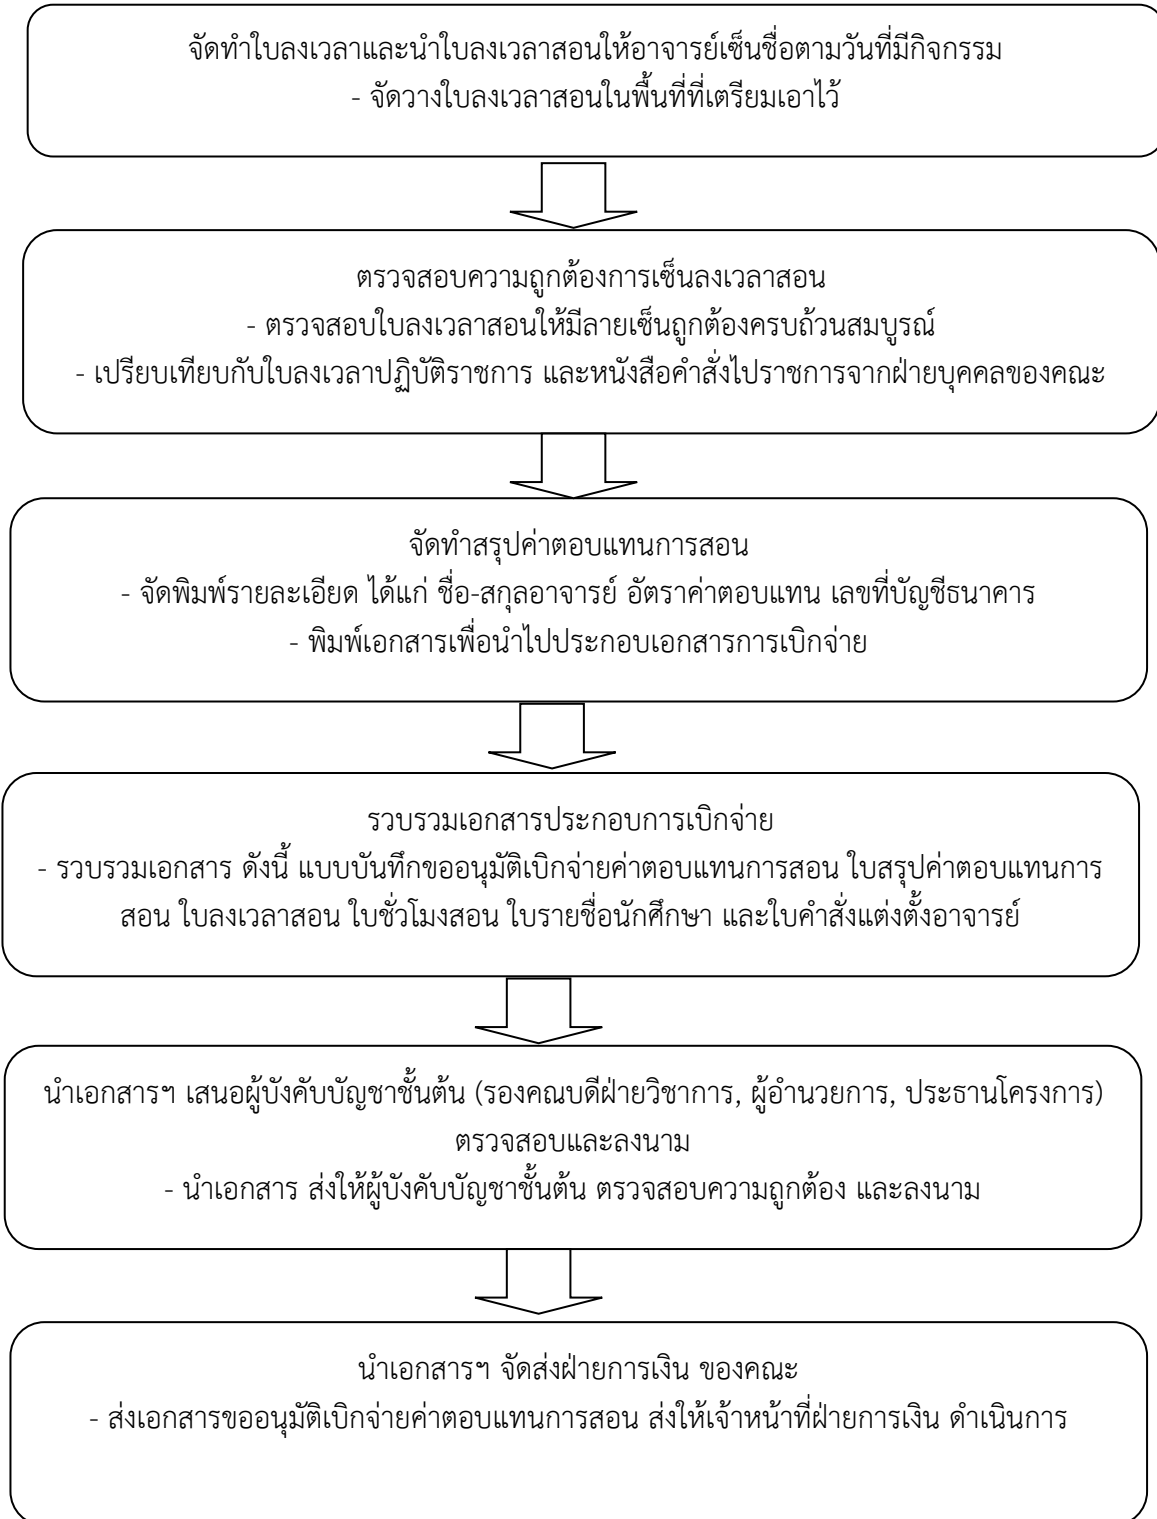 จัดทำใบลงเวลาและนำใบลงเวลาสอนให้อาจารย์เซ็นชื่อตามวันที่มีกิจกรรม
- จัดวางใบลงเวลาสอนในพื้นที่ที่เตรียมเอาไว้
ตรวจสอบความถูกต้องการเซ็นลงเวลาสอน
- ตรวจสอบใบลงเวลาสอนให้มีลายเซ็นถูกต้องครบถ้วนสมบูรณ์
- เปรียบเทียบกับใบลงเวลาปฏิบัติราชการ และหนังสือคำสั่งไปราชการจากฝ่ายบุคคลของคณะ
จัดทำสรุปค่าตอบแทนการสอน
- จัดพิมพ์รายละเอียด ได้แก่ ชื่อ-สกุลอาจารย์ อัตราค่าตอบแทน เลขที่บัญชีธนาคาร
- พิมพ์เอกสารเพื่อนำไปประกอบเอกสารการเบิกจ่าย
รวบรวมเอกสารประกอบการเบิกจ่าย
- รวบรวมเอกสาร ดังนี้ แบบบันทึกขออนุมัติเบิกจ่ายค่าตอบแทนการสอน ใบสรุปค่าตอบแทนการ
สอน ใบลงเวลาสอน ใบชั่วโมงสอน ใบรายชื่อนักศึกษา และใบคำสั่งแต่งตั้งอาจารย์
นำเอกสารฯ เสนอผู้บังคับบัญชาชั้นต้น (รองคณบดีฝ่ายวิชาการ, ผู้อำนวยการ, ประธานโครงการ)
ตรวจสอบและลงนาม
- นำเอกสาร ส่งให้ผู้บังคับบัญชาชั้นต้น ตรวจสอบความถูกต้อง และลงนาม
นำเอกสารฯ จัดส่งฝ่ายการเงิน ของคณะ
- ส่งเอกสารขออนุมัติเบิกจ่ายค่าตอบแทนการสอน ส่งให้เจ้าหน้าที่ฝ่ายการเงิน ดำเนินการ